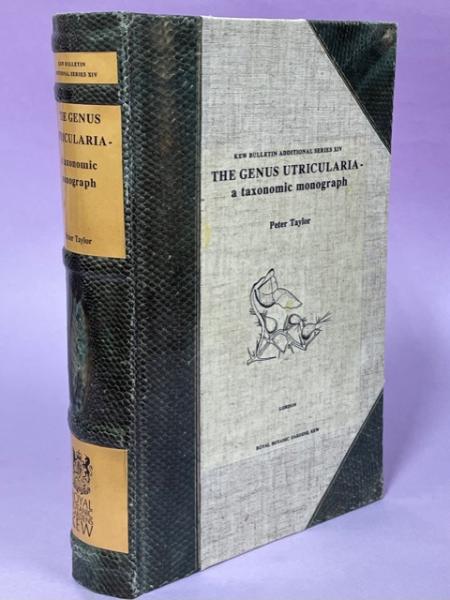 KEW BULLETIN
ADDITIONAL SERIES XIV
THE GENUS
UTRICULARIA-
a taxonomic
monograph
Peter Taylor
ROYAL
BOTANIC
GARDENS
KEW
KEW BULLETIN ADDITIONAL SERIES XIV
THE GENUS UTRICULARIA-
a taxonomic monograph
Peter Taylor
LONDON
ROYAL BOTANIC GARDENS, KEW